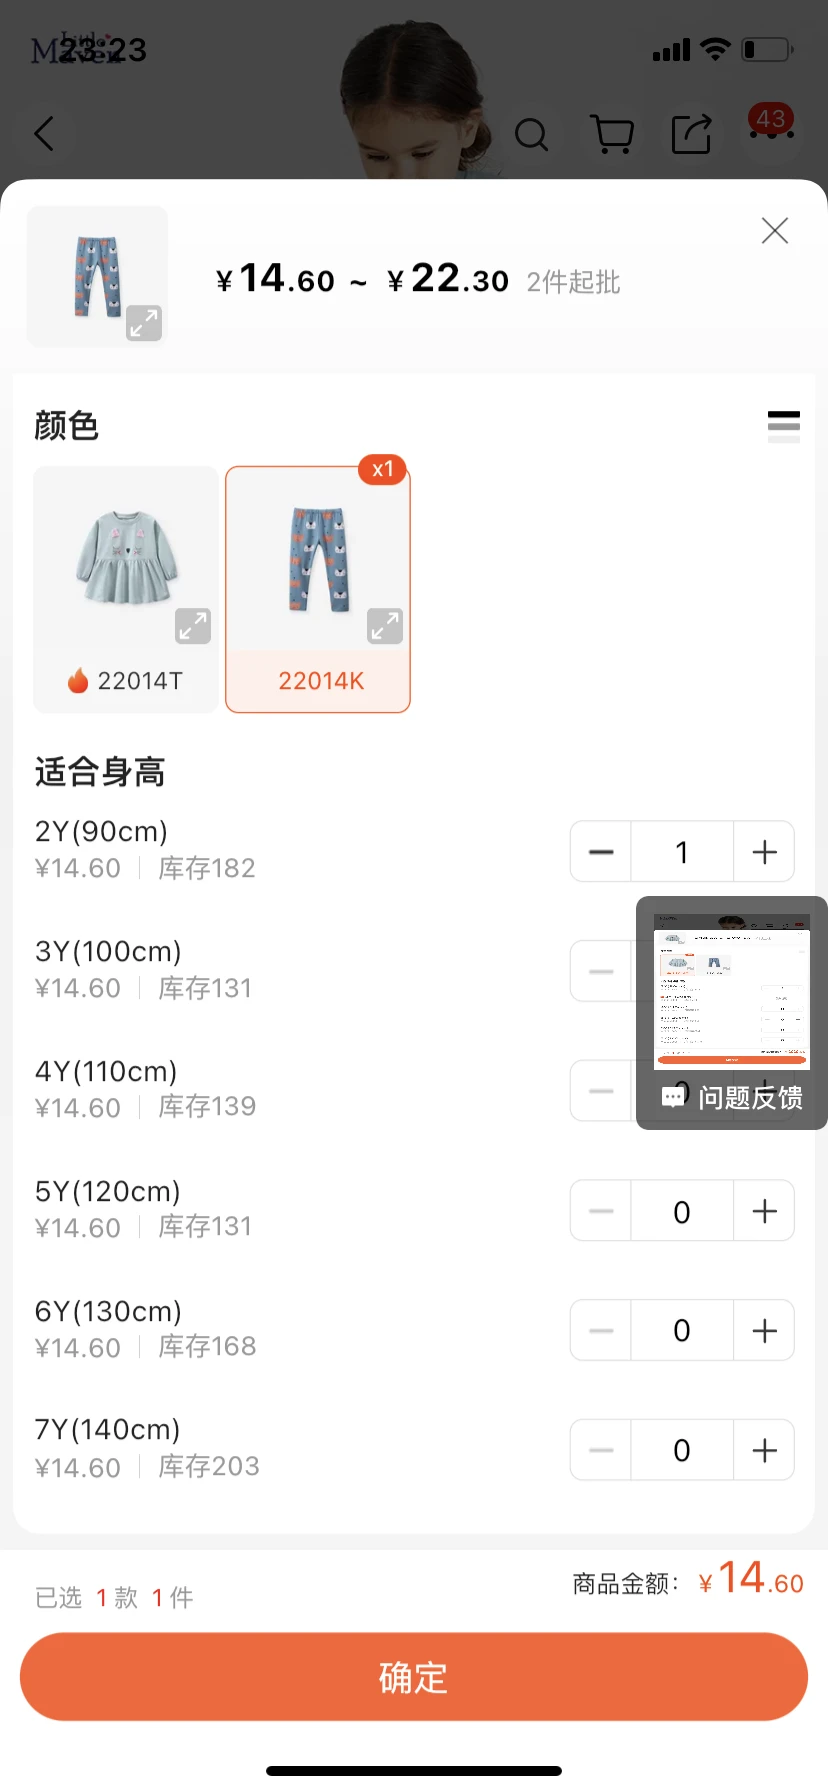 Little
Maven
23:23
43
¥14.60 ~ ¥22.30 2件起批
颜色
x1
22014T
22014K
适合身高
2Y(90cm)
¥14.60 库存182
1
3Y(100cm)
¥14.60 库存131
4Y(110cm)
¥14.60 库存139
0
问题反馈
5Y(120cm)
¥14.60 库存131
0
6Y(130cm)
¥14.60 库存168
0
7Y(140cm)
¥14.60 库存203
0
已选 1 款 1 件
商品金额: ¥14.60
确定